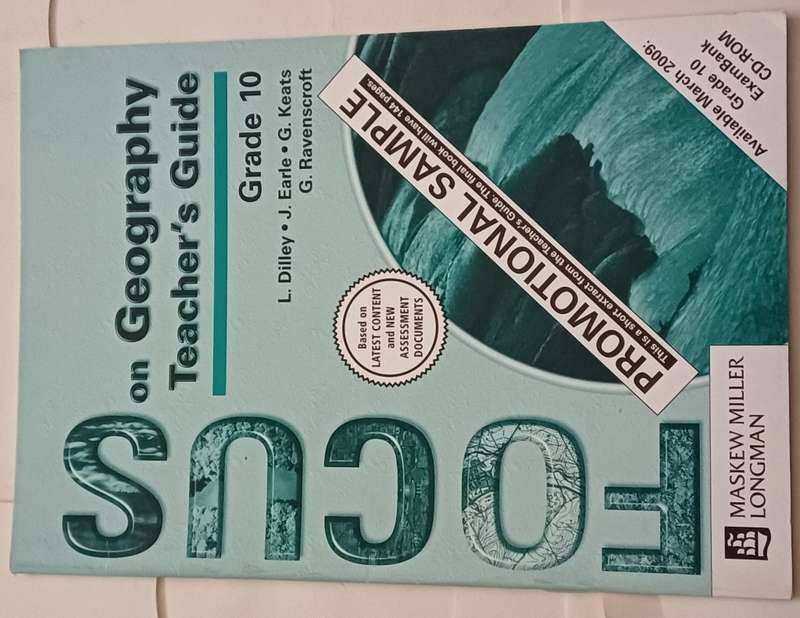 FOCUS
on Geography
Teacher's Guide
Grade 10
L. Dilley • J. Earle • G. Keats
G. Ravenscroft
Based on
LATEST CONTENT
and NEW
ASSESSMENT
DOCUMENTS
PROMOTIONAL SAMPLE
This is a short extract from the Teacher's Guide. The final book will have 144 pages.
Available March 2009:
Grade 10
ExamBank
CD-ROM
MASKEW MILLER
LONGMAN